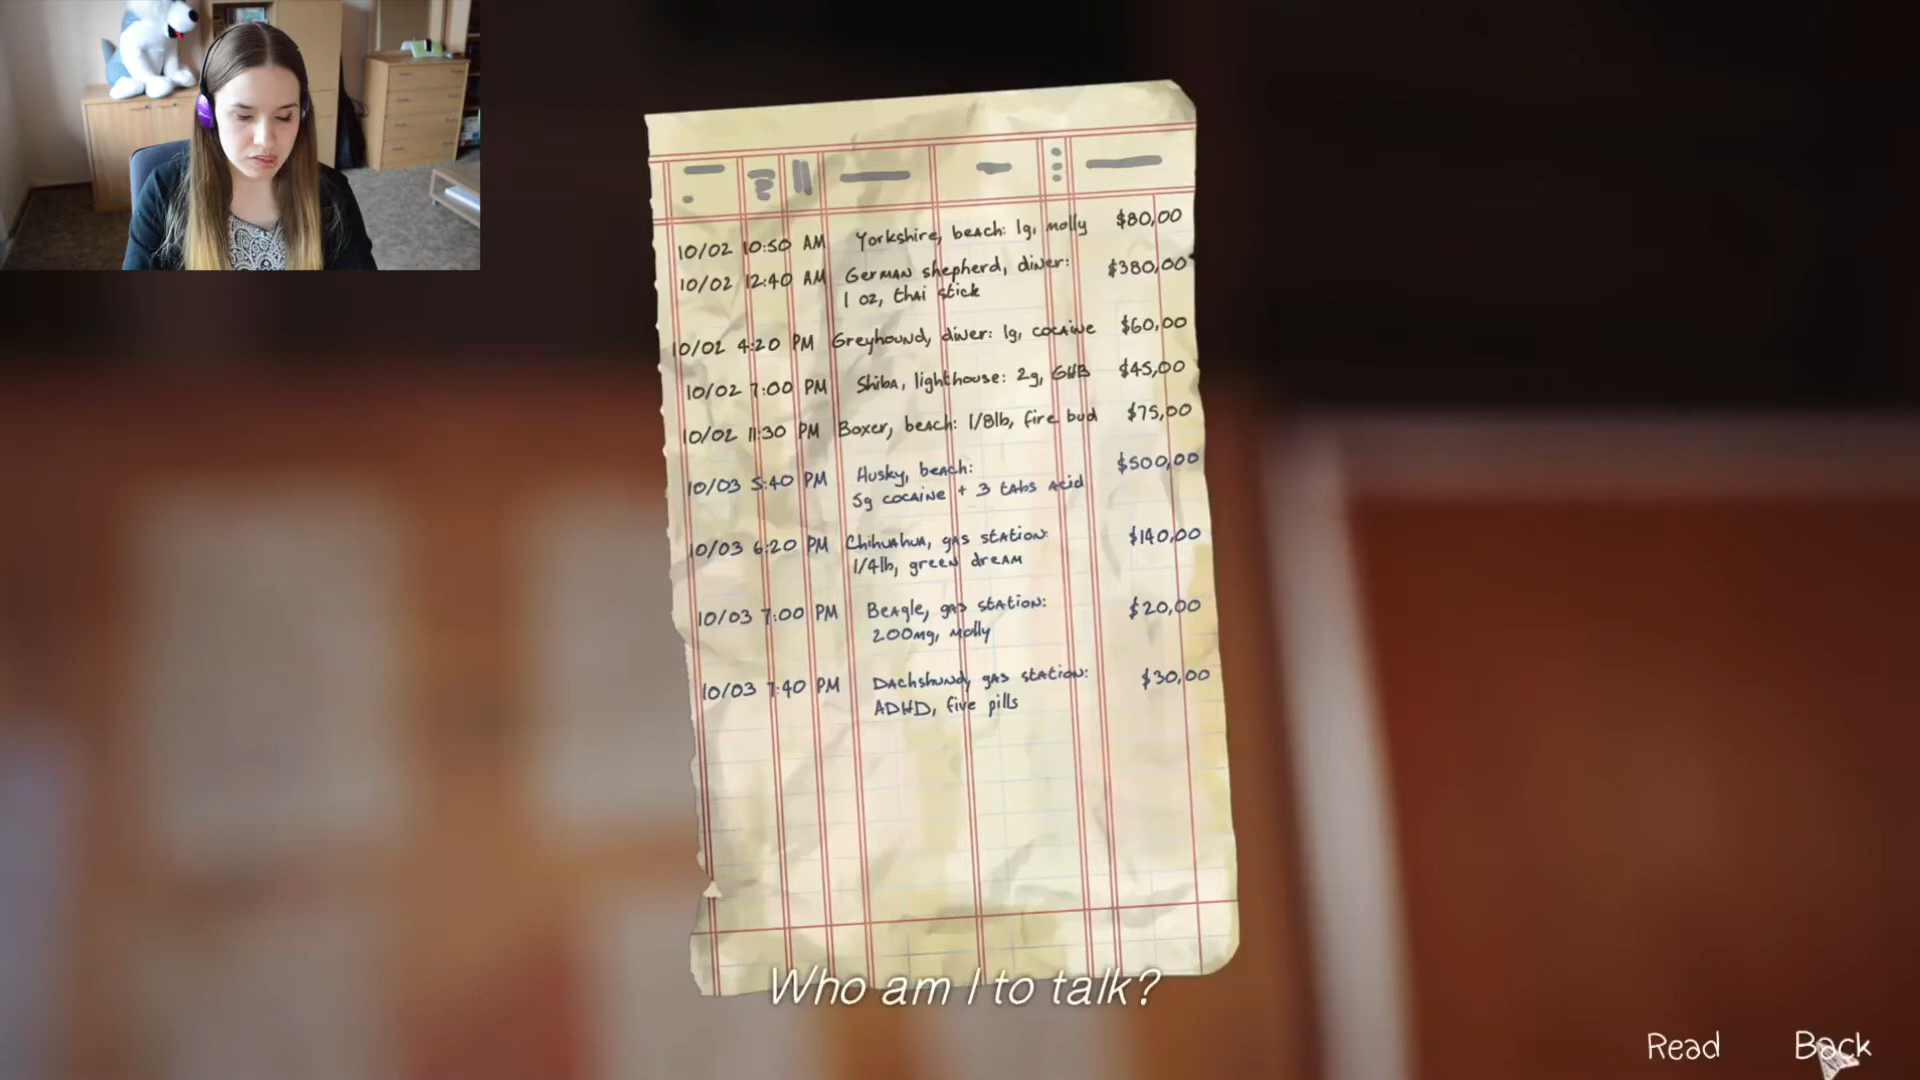 10/02 10:50 AM Yorkshire, beach: 1g, molly $80,00
10/02 12:40 AM German shepherd, diner: $380,00
1 oz, thai stick
10/02 4:20 PM Greyhound, diner: 1g, cocaine $60,00
10/02 7:00 PM Shiba, lighthouse: 2g, GHB $45,00
10/02 11:30 PM Boxer, beach: 1/8lb, fire bud $75,00
10/03 5:40 PM Husky, beach: $500,00
5g cocaine + 3 tabs acid
10/03 6:20 PM Chihuahua, gas station: $140,00
1/4lb, green dream
10/03 7:00 PM Beagle, gas station: $20,00
200mg, molly
10/03 7:40 PM Dachshund, gas station: $30,00
ADHD, five pills
Who am I to talk?
Read Back